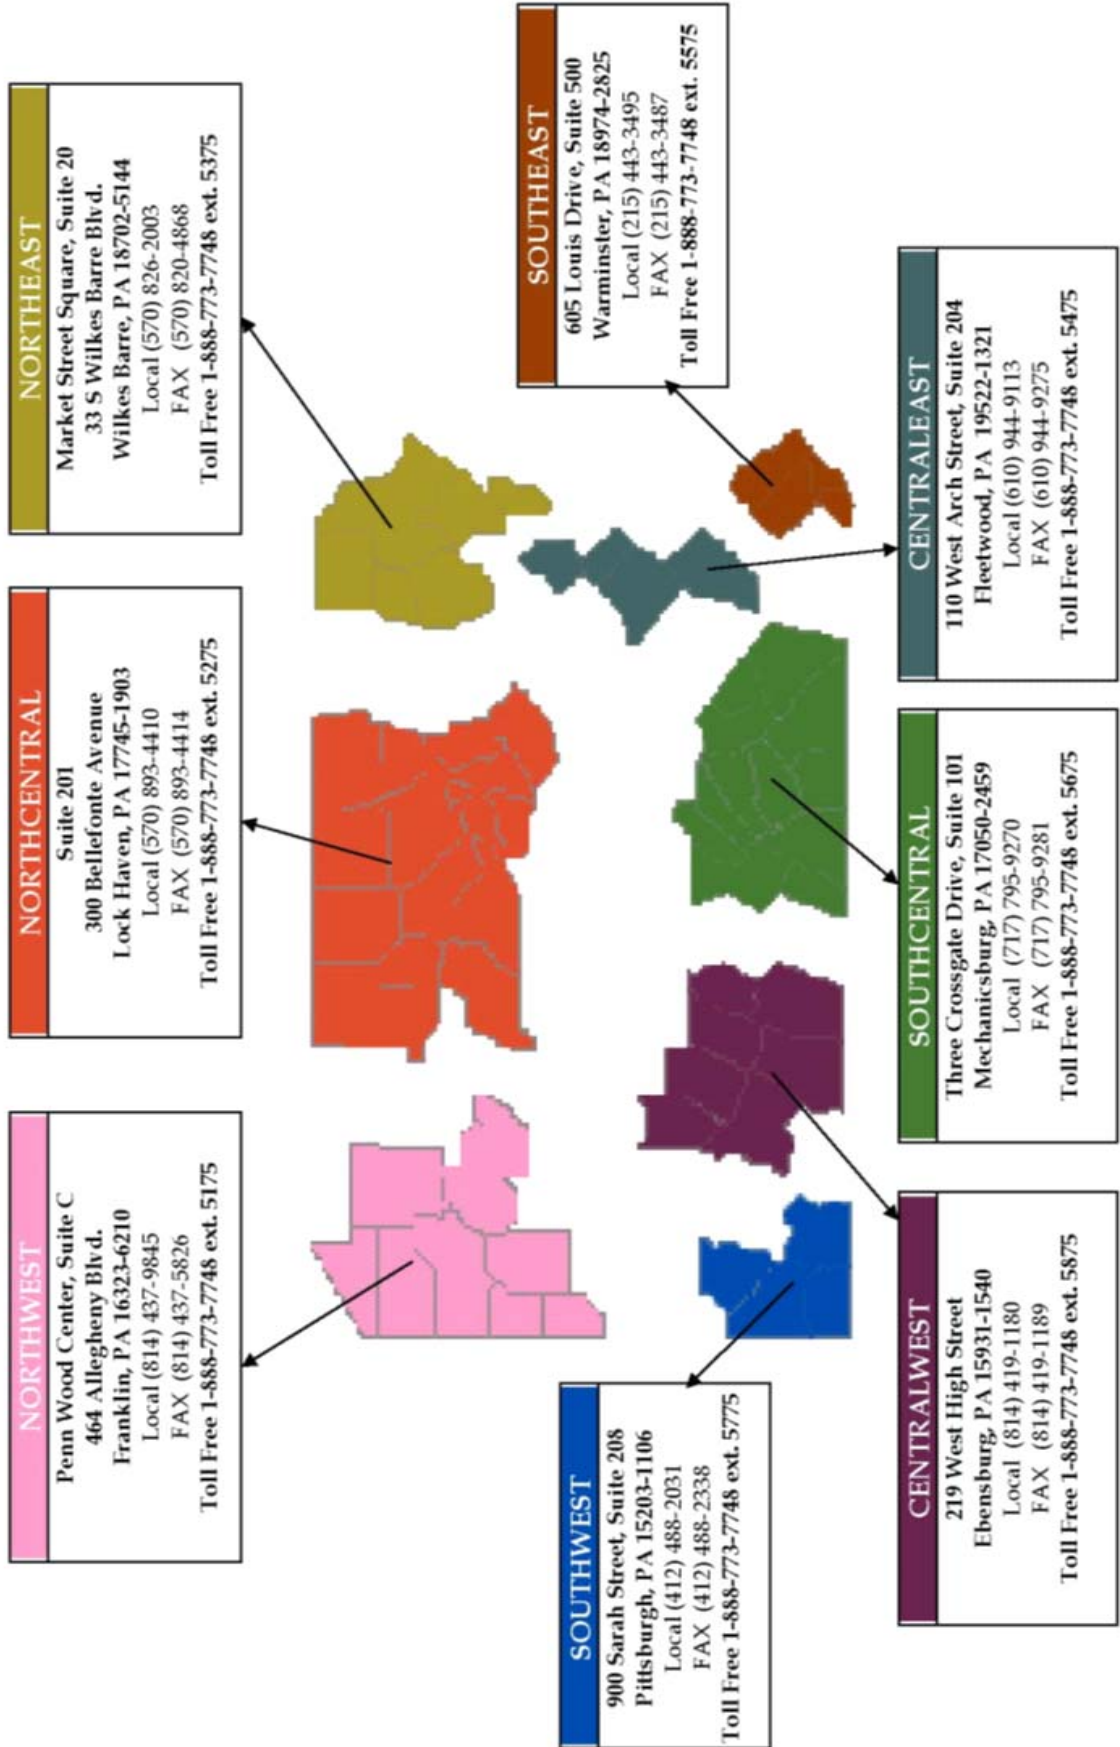 NORTHWEST
Penn Wood Center, Suite C
464 Allegheny Blvd.
Franklin, PA 16323-6210
Local (814) 437-9845
FAX (814) 437-5826
Toll Free 1-888-773-7748 ext. 5175
NORTHCENTRAL
Suite 201
300 Bellefonte Avenue
Lock Haven, PA 17745-1903
Local (570) 893-4410
FAX (570) 893-4414
Toll Free 1-888-773-7748 ext. 5275
NORTHEAST
Market Street Square, Suite 20
33 S Wilkes Barre Blvd.
Wilkes Barre, PA 18702-5144
Local (570) 826-2003
FAX (570) 820-4868
Toll Free 1-888-773-7748 ext. 5375
SOUTHWEST
900 Sarah Street, Suite 208
Pittsburgh, PA 15203-1106
Local (412) 488-2031
FAX (412) 488-2338
Toll Free 1-888-773-7748 ext. 5775
SOUTHEAST
605 Louis Drive, Suite 500
Warminster, PA 18974-2825
Local (215) 443-3495
FAX (215) 443-3487
Toll Free 1-888-773-7748 ext. 5575
CENTRALWEST
219 West High Street
Ebensburg, PA 15931-1540
Local (814) 419-1180
FAX (814) 419-1189
Toll Free 1-888-773-7748 ext. 5875
SOUTHCENTRAL
Three Crossgate Drive, Suite 101
Mechanicsburg, PA 17050-2459
Local (717) 795-9270
FAX (717) 795-9281
Toll Free 1-888-773-7748 ext. 5675
CENTRALEAST
110 West Arch Street, Suite 204
Fleetwood, PA 19522-1321
Local (610) 944-9113
FAX (610) 944-9275
Toll Free 1-888-773-7748 ext. 5475